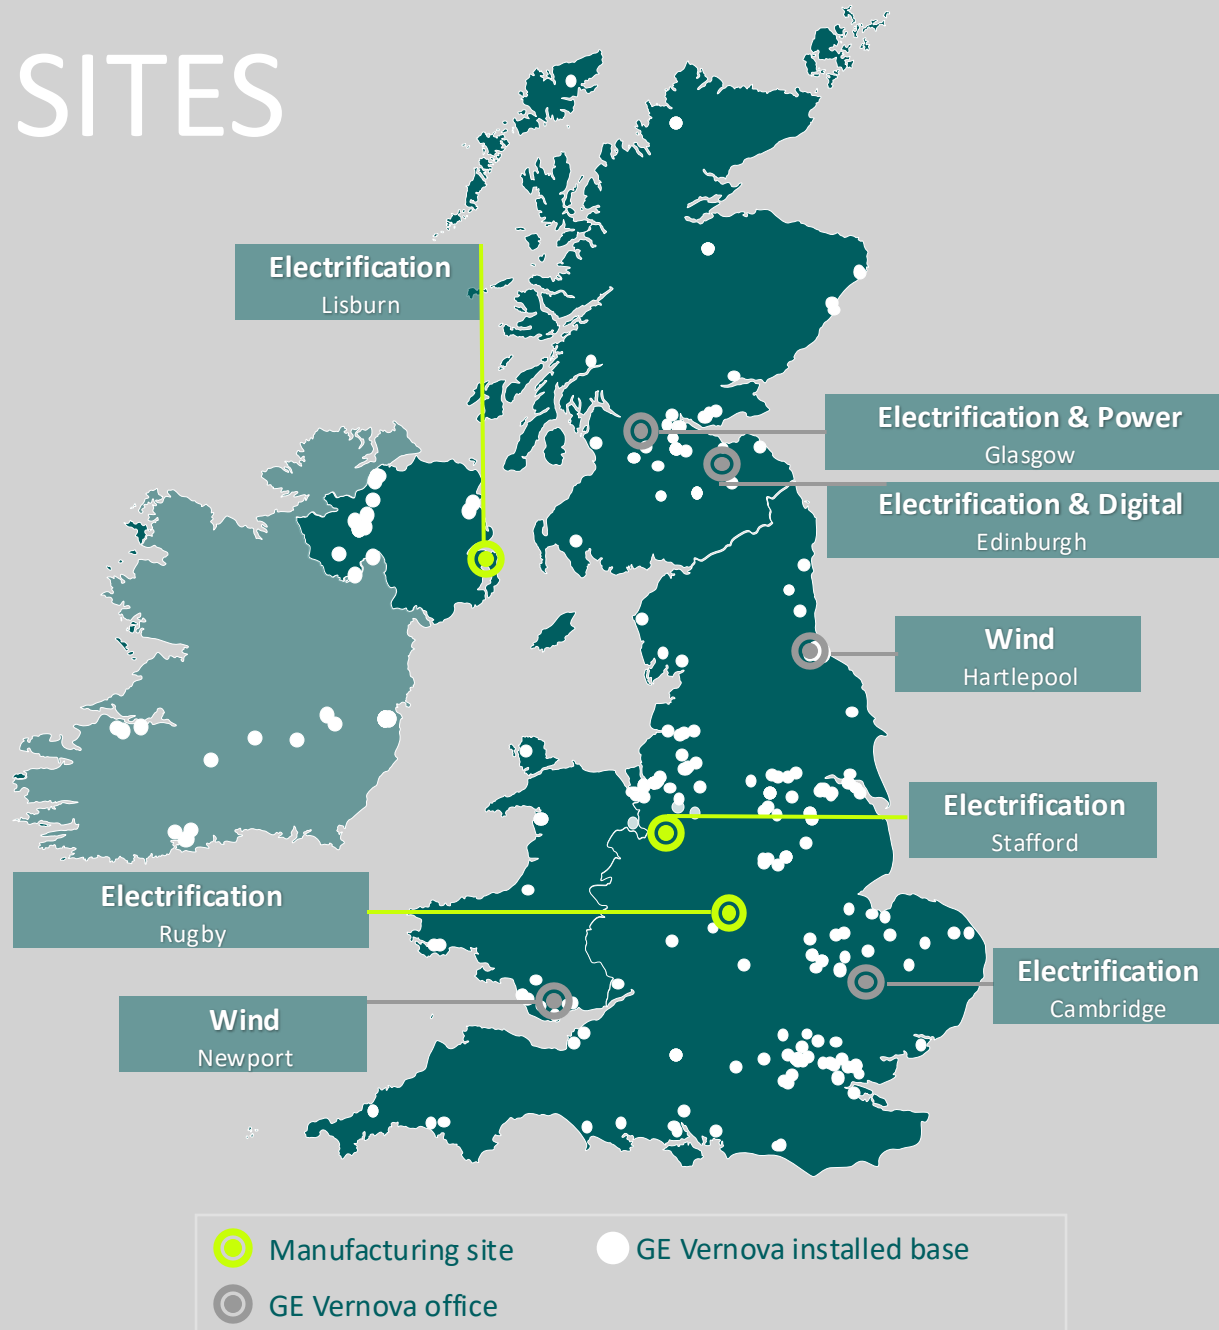 SITES
Electrification
Lisburn
Electrification & Power
Glasgow
Electrification & Digital
Edinburgh
Wind
Hartlepool
Electrification
Stafford
Electrification
Rugby
Electrification
Cambridge
Wind
Newport
Manufacturing site
GE Vernova installed base
GE Vernova office